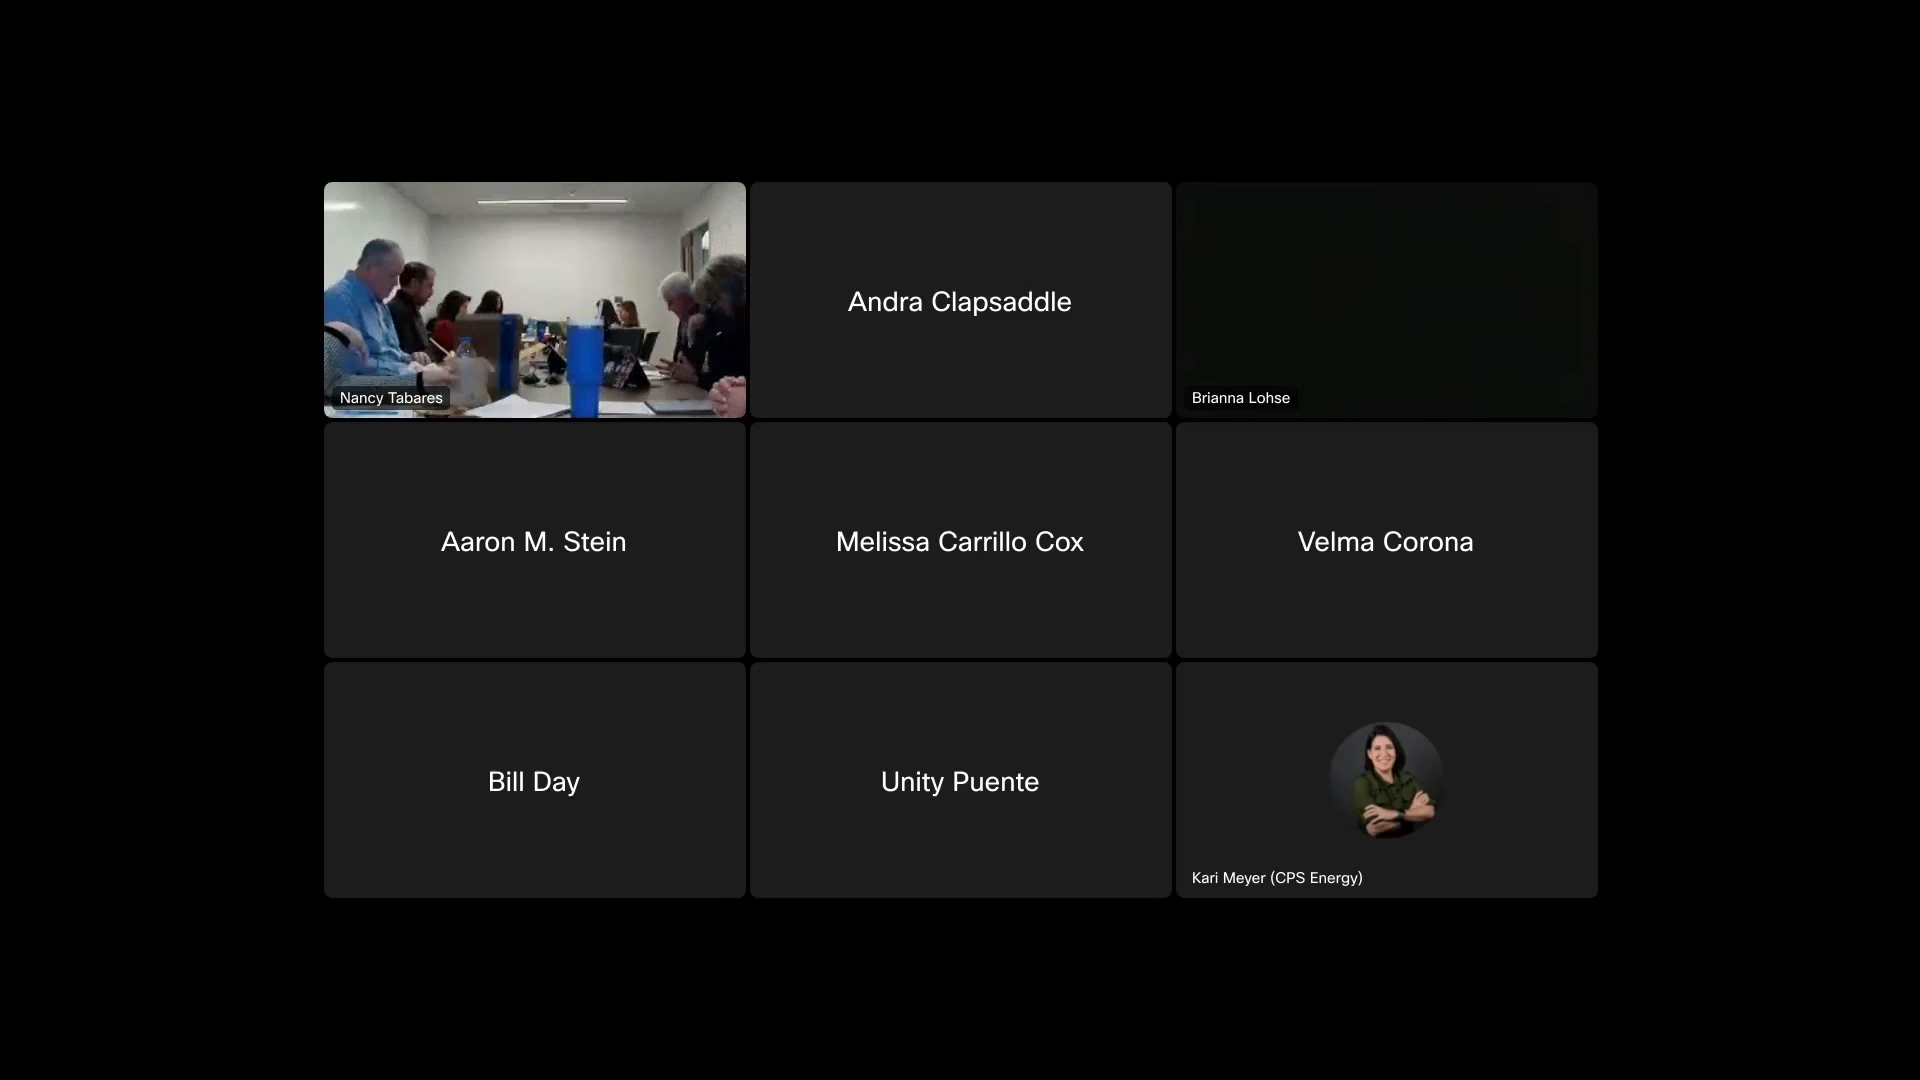 Nancy Tabares
Andra Clapsaddle
Brianna Lohse
Aaron M. Stein
Melissa Carrillo Cox
Velma Corona
Bill Day
Unity Puente
Kari Meyer (CPS Energy)